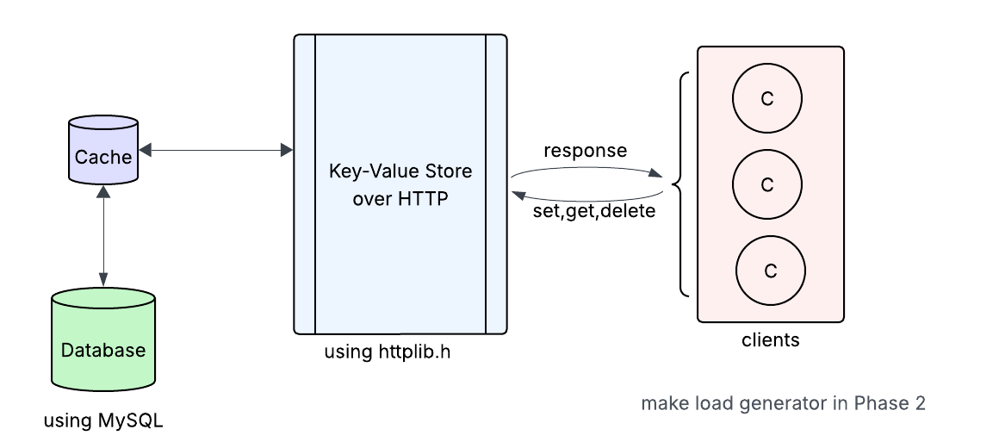 Cache
Database
using MySQL
Key-Value Store
over HTTP
using httplib.h
response
set,get,delete
C
C
C
clients
make load generator in Phase 2